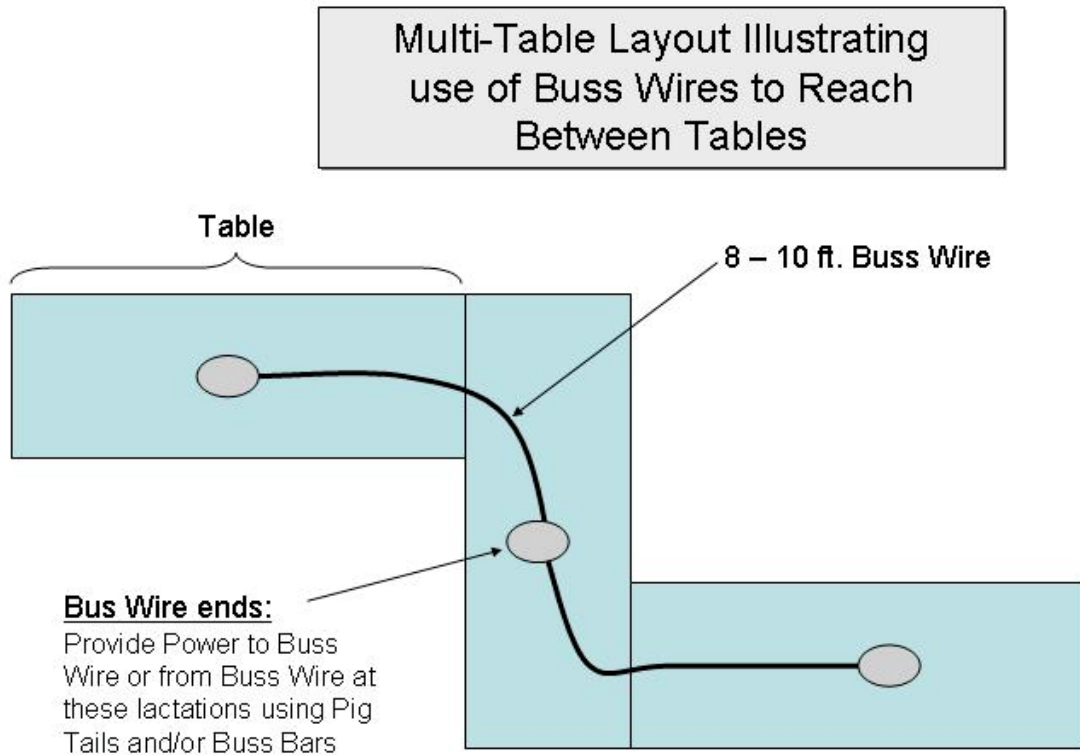 Multi-Table Layout Illustrating
use of Buss Wires to Reach
Between Tables
Table
8 – 10 ft. Buss Wire
Bus Wire ends:
Provide Power to Buss
Wire or from Buss Wire at
these lactations using Pig
Tails and/or Buss Bars